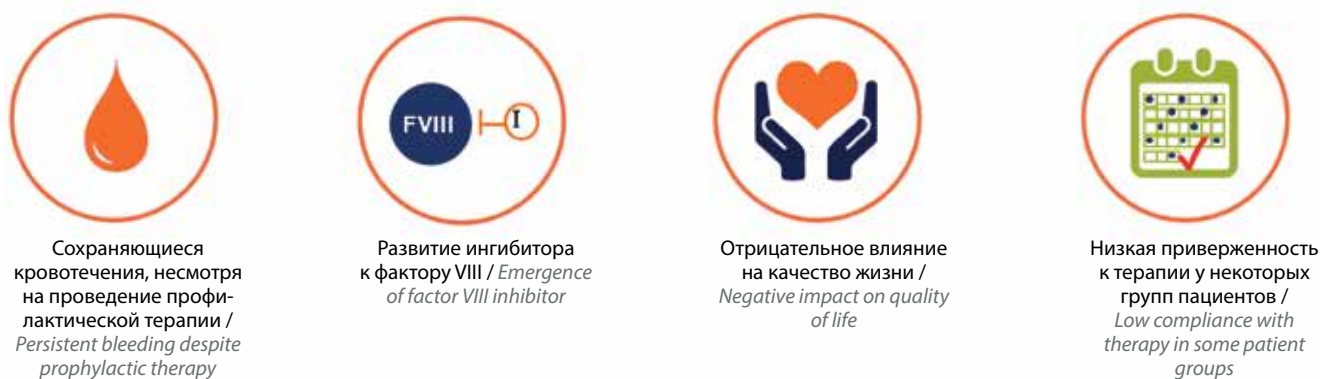 FVIII
I
Сохраняющиеся
кровотечения, несмотря
на проведение профи-
лактической терапии /
Persistent bleeding despite
prophylactic therapy
Развитие ингибитора
к фактору VIII / Emergence
of factor VIII inhibitor
Отрицательное влияние
на качество жизни /
Negative impact on quality
of life
Низкая приверженность
к терапии у некоторых
групп пациентов /
Low compliance with
therapy in some patient
groups